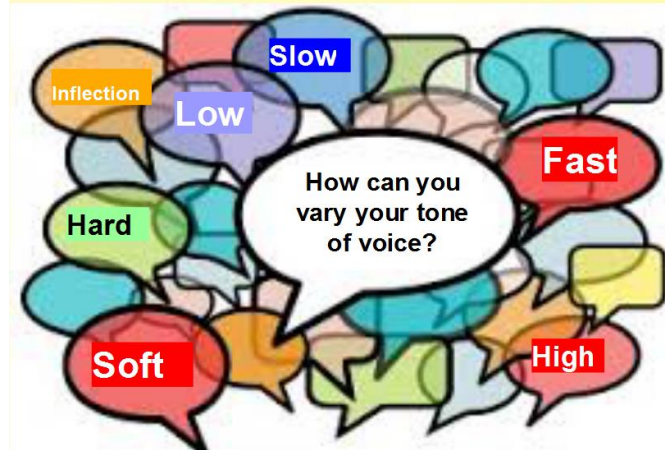 Slow
Inflection
Low
Fast
How can you
vary your tone
of voice?
Hard
Soft
High